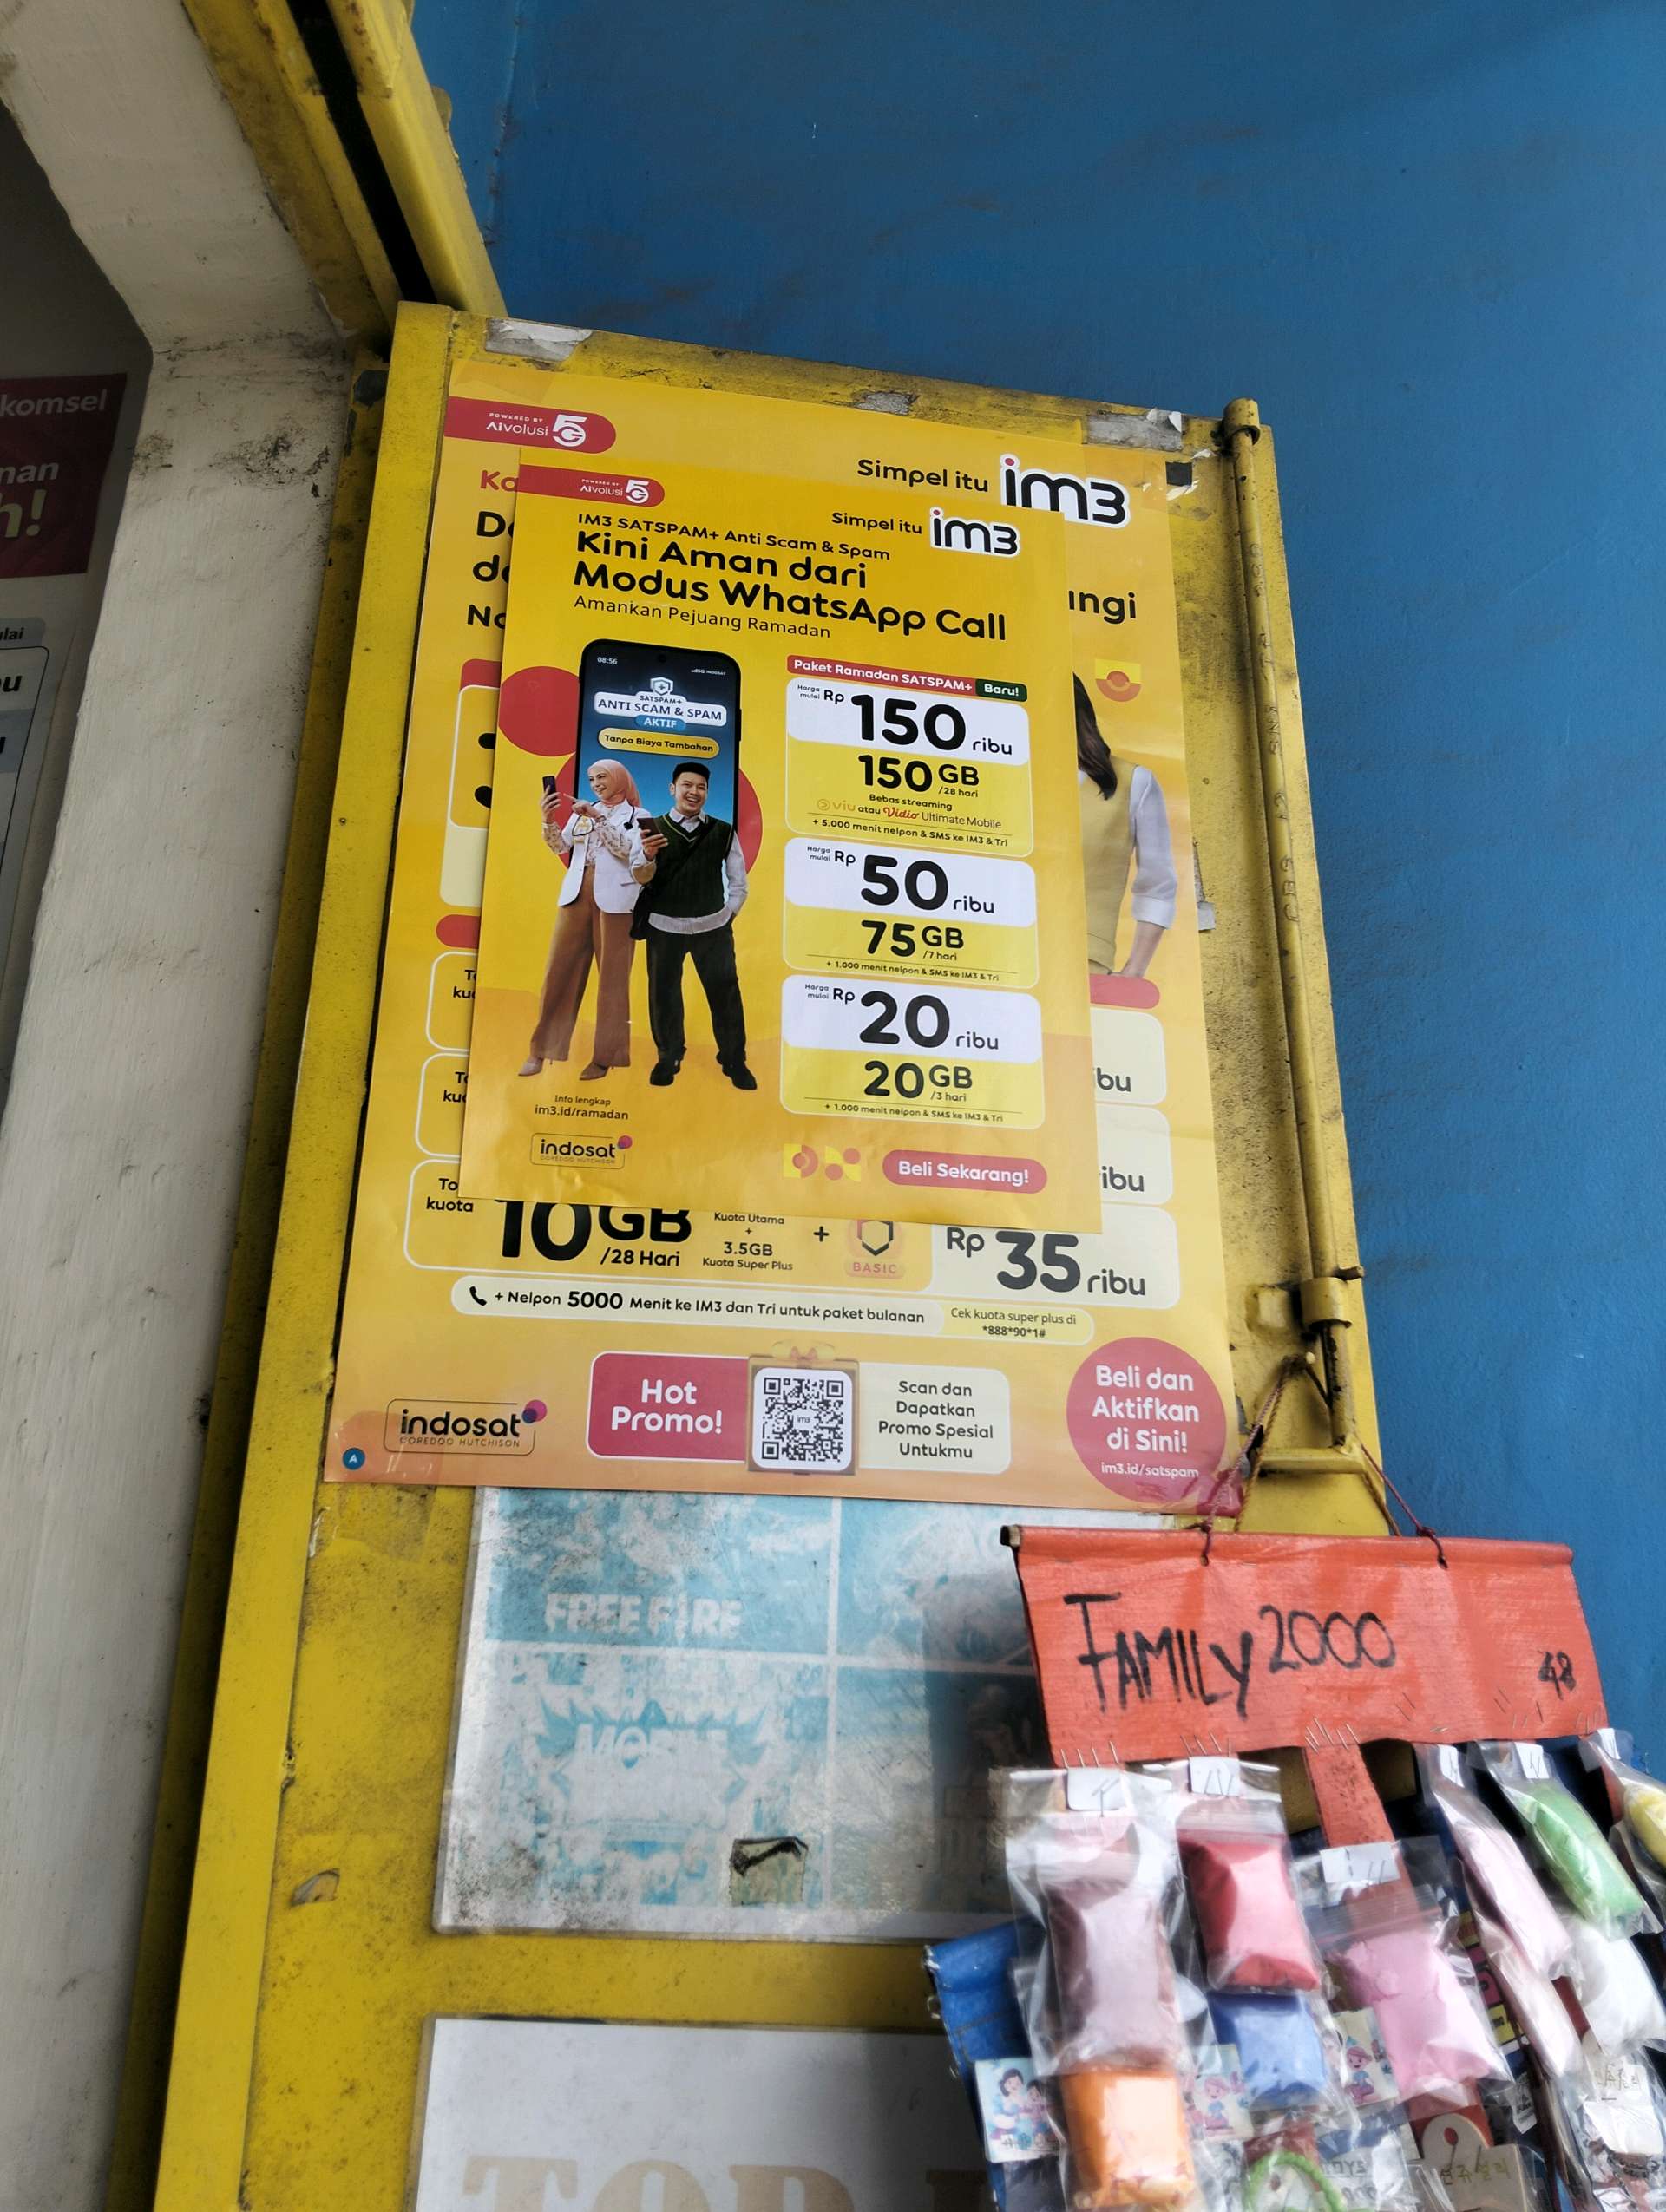 komsel
man
h!
POWERED BY
AIvolusi 5G
Simpel itu im3
POWERED BY
AIvolusi 5G
Simpel itu im3
IM3 SATSPAM+ Anti Scam & Spam
Kini Aman dari
Modus WhatsApp Call
Amankan Pejuang Ramadan
ungi
08:56
SATSPAM+
ANTI SCAM & SPAM
AKTIF
Tanpa Biaya Tambahan
Paket Ramadan SATSPAM+ Baru!
Harga mulai Rp 150 ribu
150 GB /28 hari
Bebas streaming
viu atau Vidio Ultimate Mobile
+ 5.000 menit nelpon & SMS ke IM3 & Tri
Harga mulai Rp 50 ribu
75 GB /7 hari
+ 1.000 menit nelpon & SMS ke IM3 & Tri
Harga mulai Rp 20 ribu
20 GB /3 hari
+ 1.000 menit nelpon & SMS ke IM3 & Tri
Info lengkap
im3.id/ramadan
indosat
OOREDOO HUTCHISON
Beli Sekarang!
ibu
ribu
kuota
10GB /28 Hari
Kuota Utama
+
3.5GB
Kuota Super Plus
+
BASIC
Rp 35 ribu
+ Nelpon 5000 Menit ke IM3 dan Tri untuk paket bulanan
Cek kuota super plus di
*888*90*1#
indosat
OOREDOO HUTCHISON
A
Hot
Promo!
im3
Scan dan
Dapatkan
Promo Spesial
Untukmu
Beli dan
Aktifkan
di Sini!
im3.id/satspam
FREE FIRE
MOBILE
FAMILY 2000
48
TOP